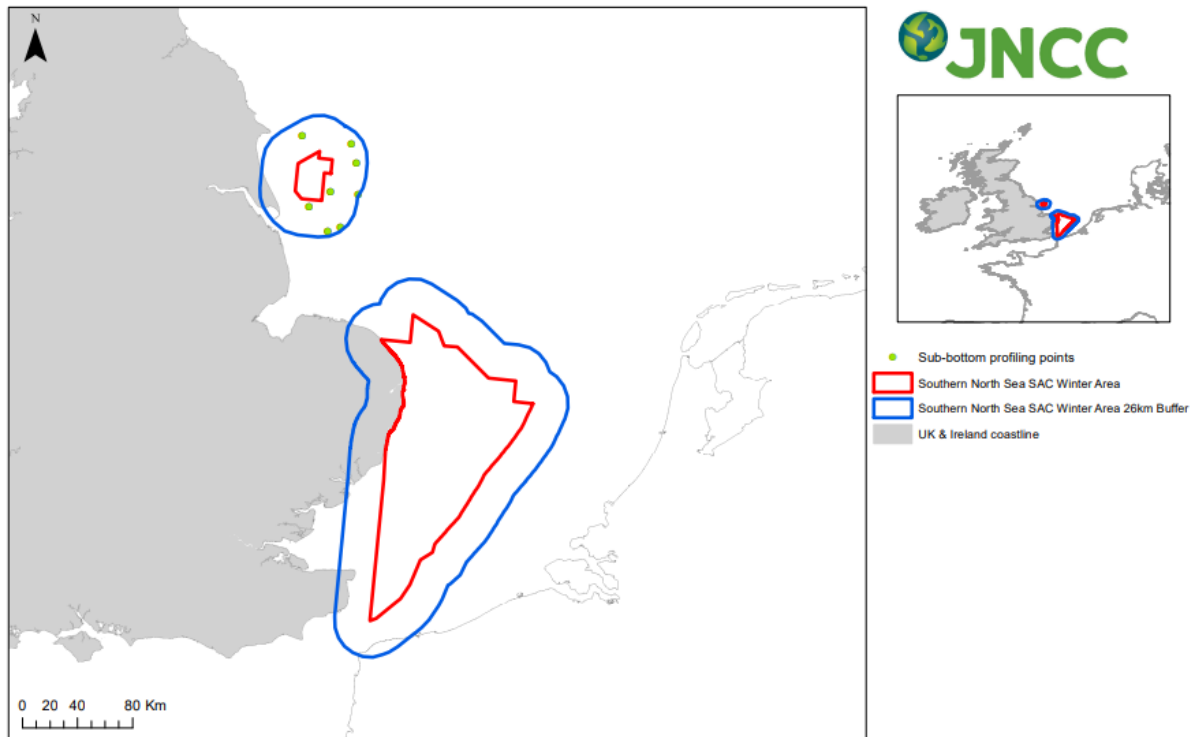 N
JNCC
Sub-bottom profiling points
Southern North Sea SAC Winter Area
Southern North Sea SAC Winter Area 26km Buffer
UK & Ireland coastline
0 20 40 80 Km